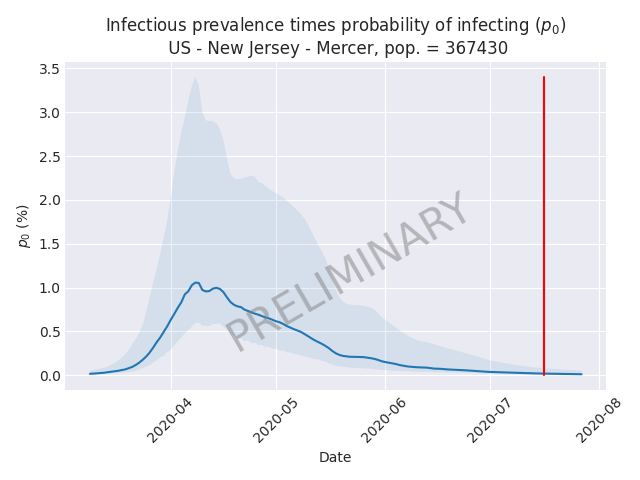 Infectious prevalence times probability of infecting (p₀)
US - New Jersey - Mercer, pop. = 367430
3.5
3.0
2.5
2.0
1.5
1.0
0.5
0.0
p₀ (%)
PRELIMINARY
2020-04
2020-05
2020-06
2020-07
2020-08
Date